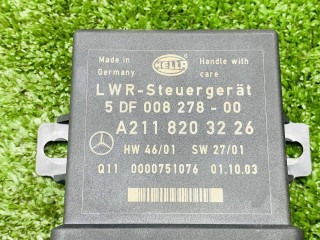 Made in Germany
HELLA
Handle with care
LWR-Steuergerät
5 DF 008 278 - 00
A211 820 32 26
HW 46/01 SW 27/01
Q11 0000751076 01.10.03